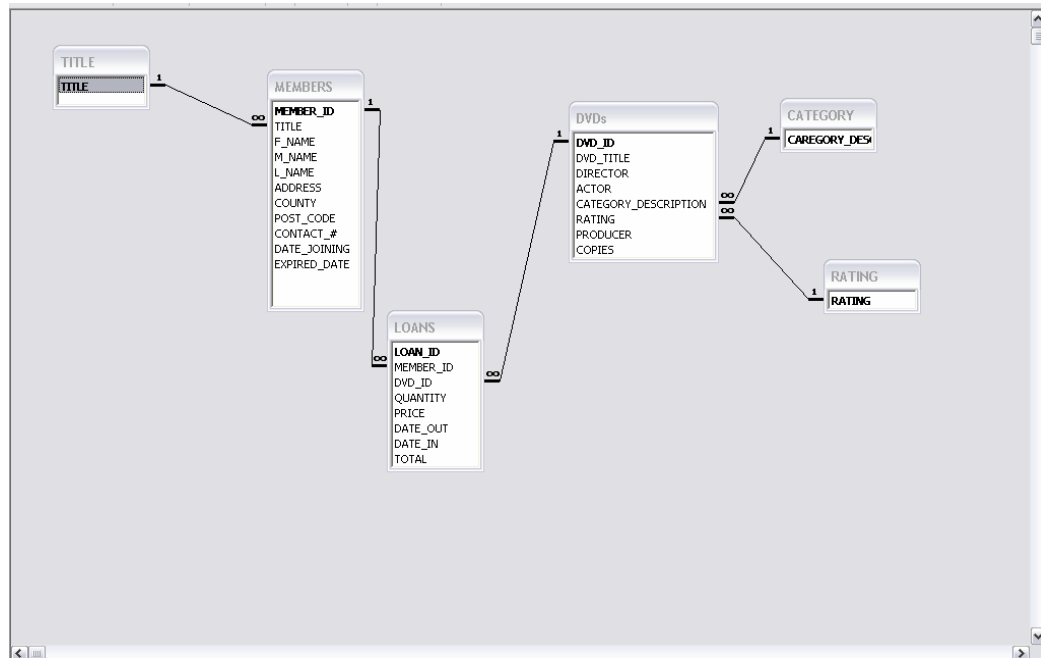 TITLE
TITLE
1
∞
MEMBERS
MEMBER_ID
TITLE
F_NAME
M_NAME
L_NAME
ADDRESS
COUNTY
POST_CODE
CONTACT_#
DATE_JOINING
EXPIRED_DATE
1
∞
LOANS
LOAN_ID
MEMBER_ID
DVD_ID
QUANTITY
PRICE
DATE_OUT
DATE_IN
TOTAL
∞
1
DVDs
DVD_ID
DVD_TITLE
DIRECTOR
ACTOR
CATEGORY_DESCRIPTION
RATING
PRODUCER
COPIES
∞
∞
1
CATEGORY
CAREGORY_DES
1
RATING
RATING